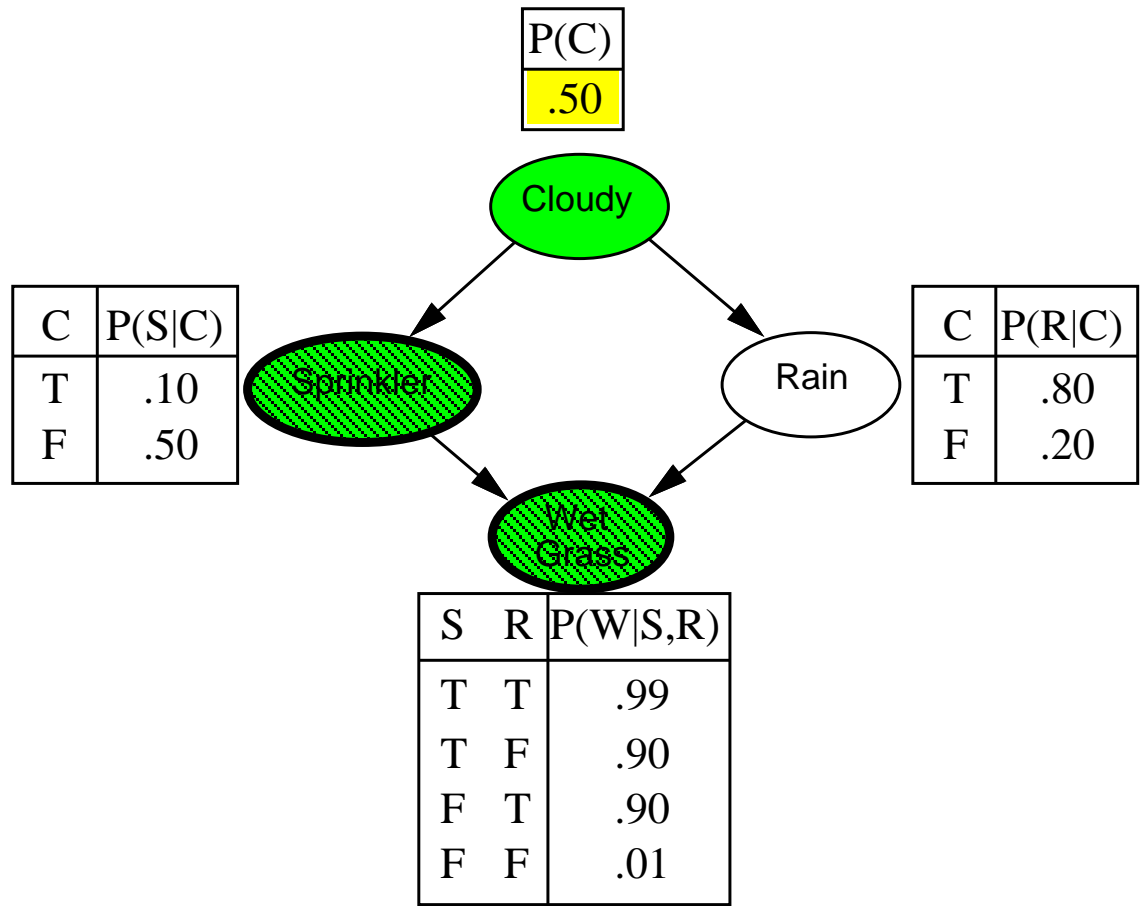 P(C)
.50
Cloudy
C P(S|C)
T .10
F .50
Sprinkler
Rain
C P(R|C)
T .80
F .20
Wet
Grass
S R P(W|S,R)
T T .99
T F .90
F T .90
F F .01